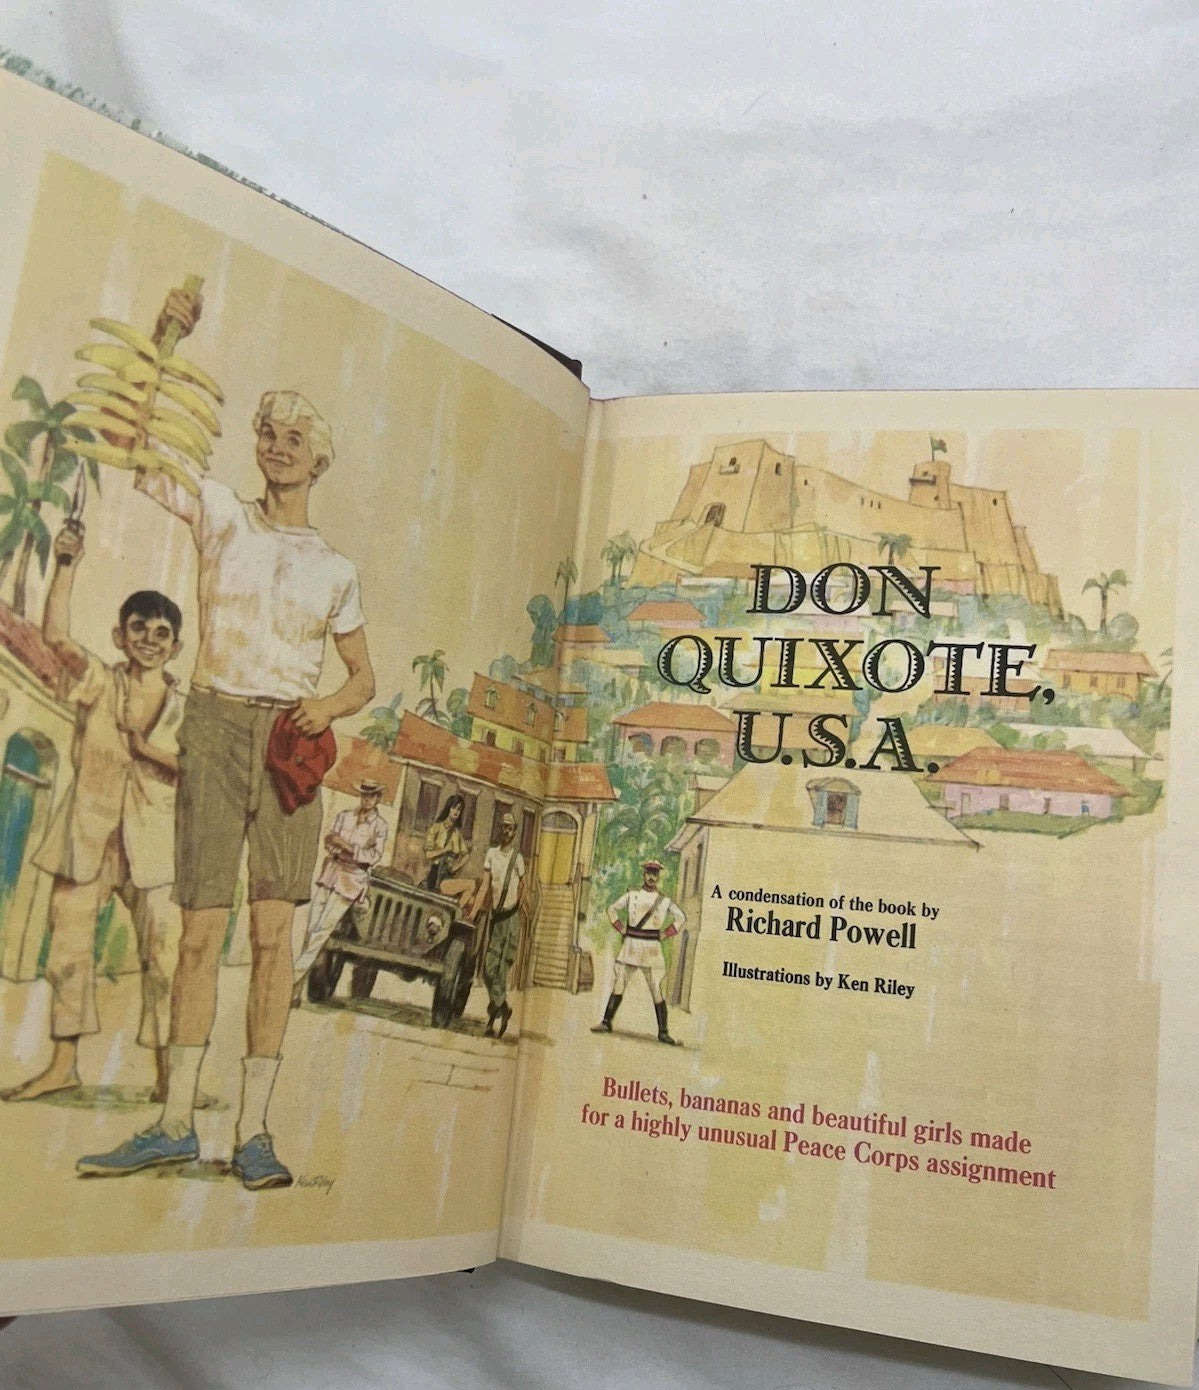 DON
QUIXOTE,
U.S.A.
A condensation of the book by
Richard Powell
Illustrations by Ken Riley
Bullets, bananas and beautiful girls made
for a highly unusual Peace Corps assignment